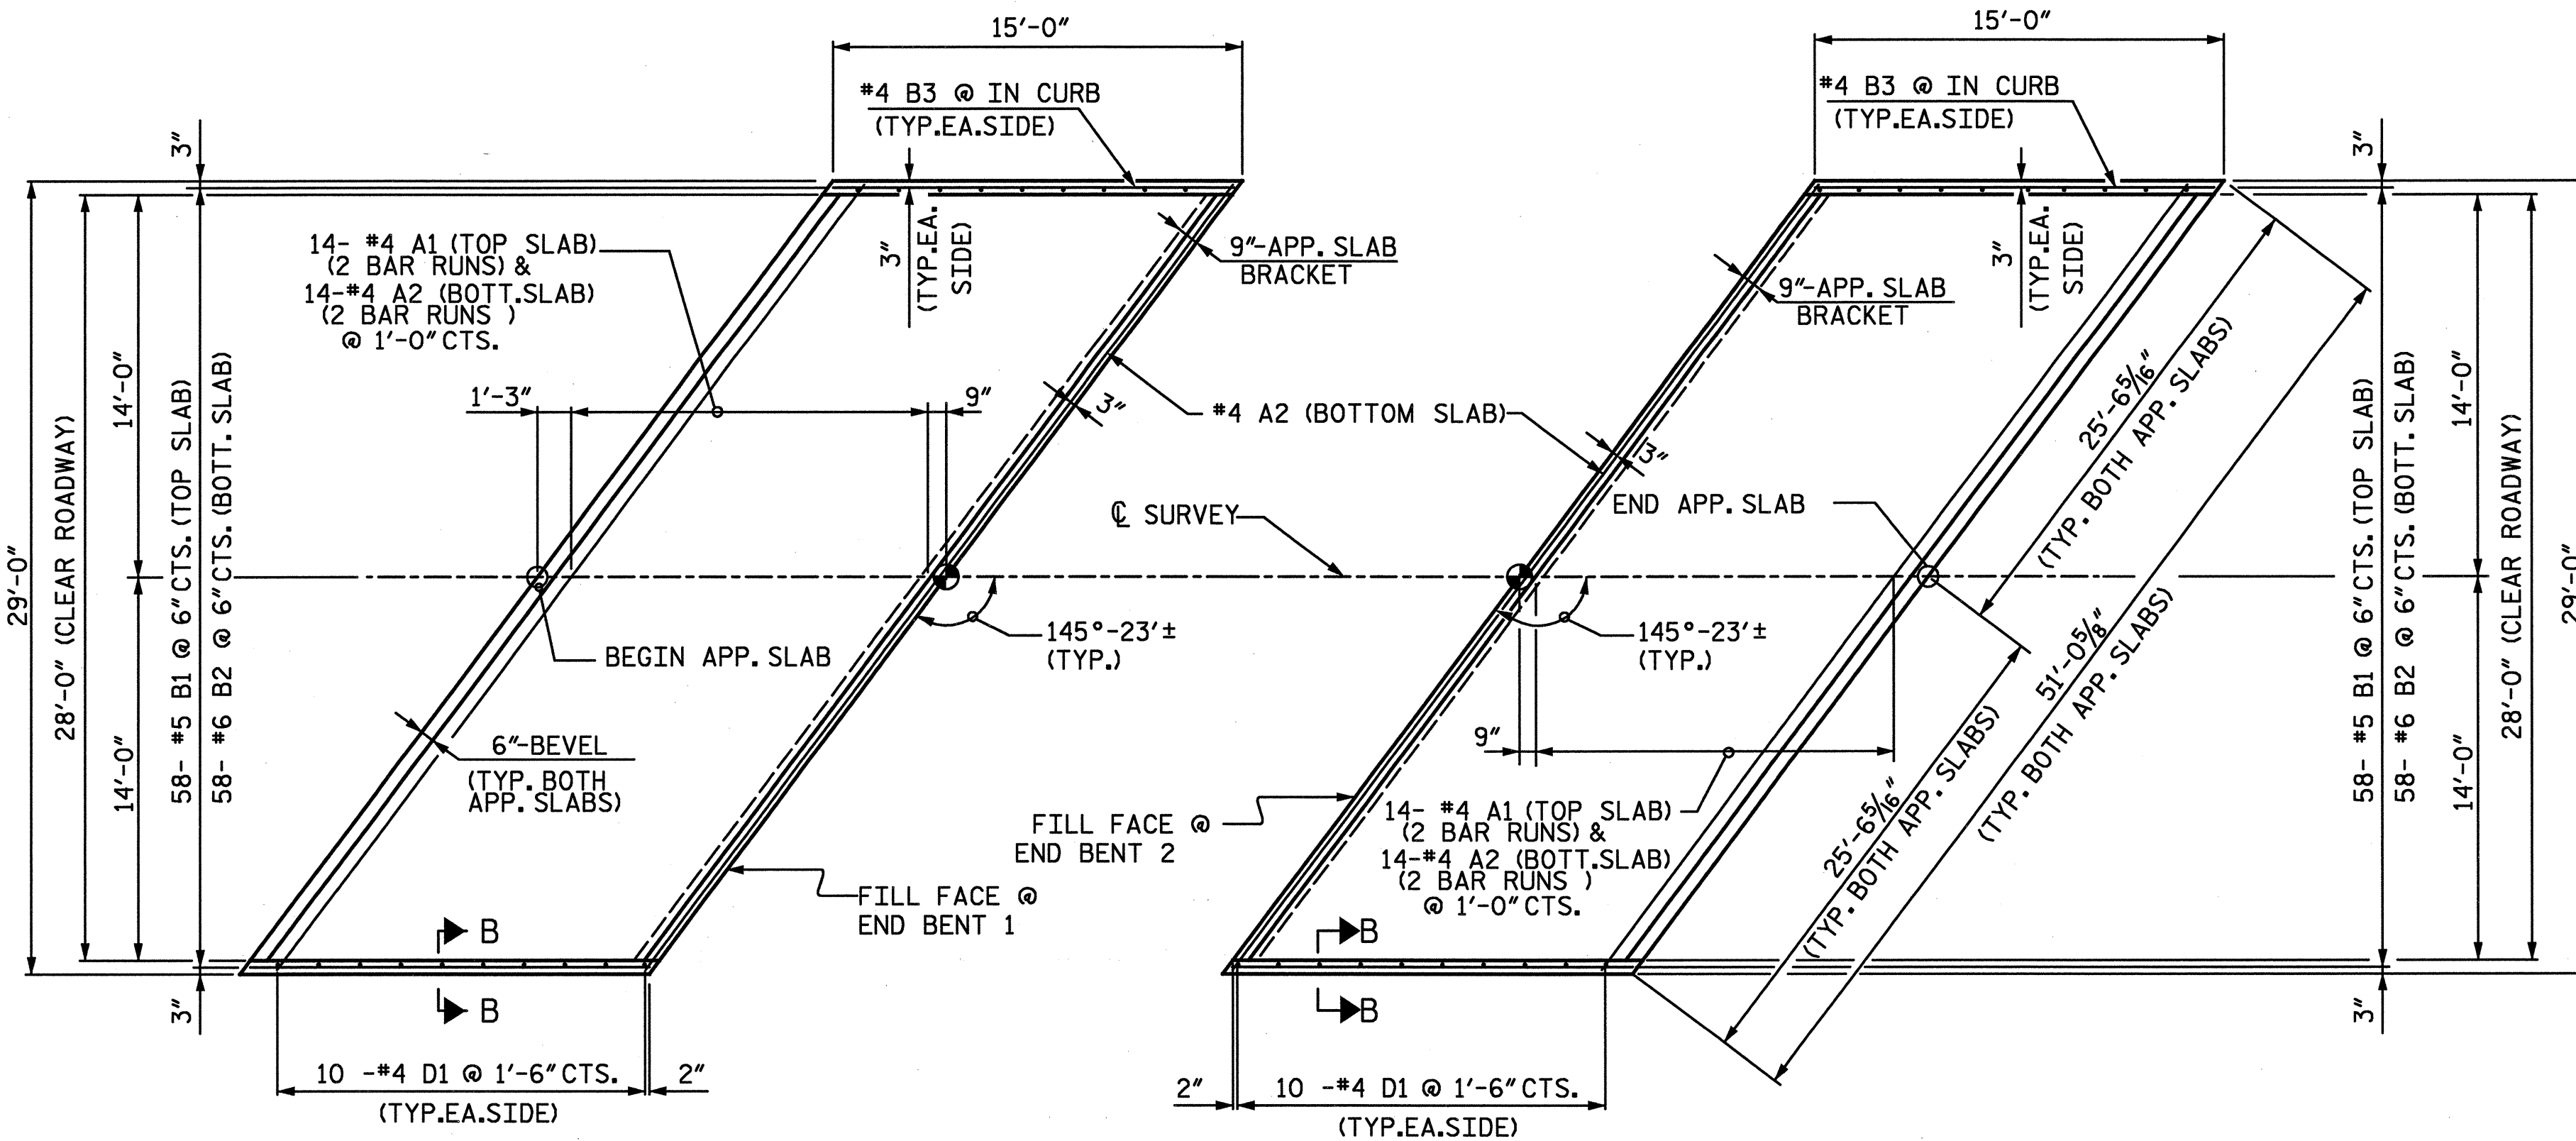 15'-0"
15'-0"
#4 B3 @ IN CURB
(TYP.EA.SIDE)
#4 B3 @ IN CURB
(TYP.EA.SIDE)
3"
3"
14- #4 A1 (TOP SLAB)
(2 BAR RUNS) &
14-#4 A2 (BOTT.SLAB)
(2 BAR RUNS )
@ 1'-0" CTS.
3"
(TYP.EA.
SIDE)
9"-APP. SLAB
BRACKET
9"-APP. SLAB
BRACKET
3"
(TYP.EA.
SIDE)
29'-0"
28'-0" (CLEAR ROADWAY)
14'-0"
14'-0"
58- #5 B1 @ 6" CTS. (TOP SLAB)
58- #6 B2 @ 6" CTS. (BOTT. SLAB)
1'-3"
9"
3"
#4 A2 (BOTTOM SLAB)
3"
℄ SURVEY
END APP. SLAB
25'-6 5/16"
(TYP. BOTH APP. SLABS)
51'-0 5/8"
(TYP. BOTH APP. SLABS)
25'-6 5/16"
(TYP. BOTH APP. SLABS)
58- #5 B1 @ 6" CTS. (TOP SLAB)
58- #6 B2 @ 6" CTS. (BOTT. SLAB)
14'-0"
14'-0"
28'-0" (CLEAR ROADWAY)
29'-0"
BEGIN APP. SLAB
145°-23'±
(TYP.)
145°-23'±
(TYP.)
6"-BEVEL
(TYP. BOTH
APP. SLABS)
9"
FILL FACE @
END BENT 2
14- #4 A1 (TOP SLAB)
(2 BAR RUNS) &
14-#4 A2 (BOTT.SLAB)
(2 BAR RUNS )
@ 1'-0" CTS.
FILL FACE @
END BENT 1
B
B
B
B
3"
3"
10 -#4 D1 @ 1'-6" CTS.
(TYP.EA.SIDE)
2"
2"
10 -#4 D1 @ 1'-6" CTS.
(TYP.EA.SIDE)